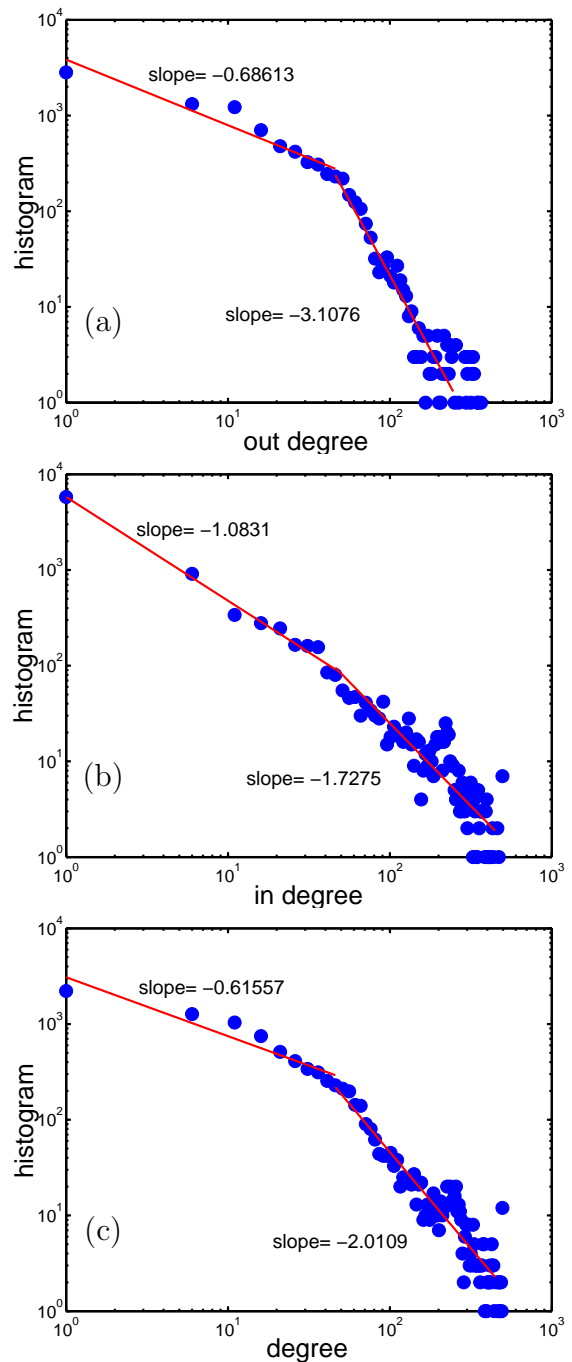 10^4
slope= −0.68613
10^3
histogram
10^2
10^1
(a)
slope= −3.1076
10^0
10^0 10^1 10^2 10^3
out degree
10^4
slope= −1.0831
10^3
histogram
10^2
10^1
(b)
slope= −1.7275
10^0
10^0 10^1 10^2 10^3
in degree
10^4
slope= −0.61557
10^3
histogram
10^2
10^1
(c)
slope= −2.0109
10^0
10^0 10^1 10^2 10^3
degree